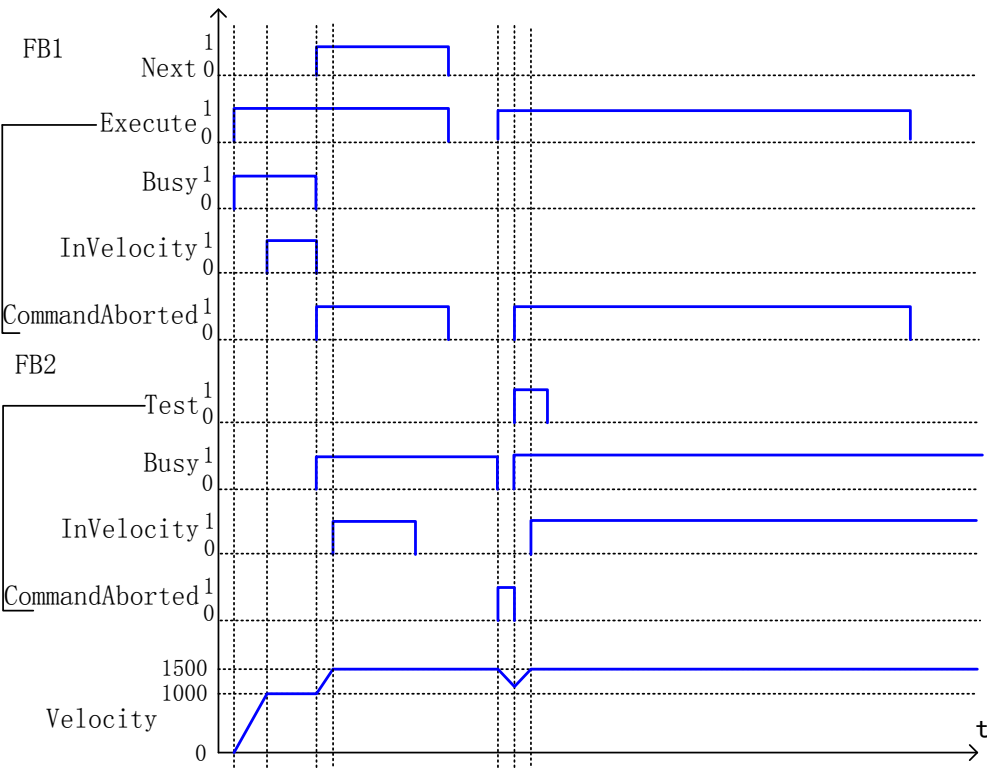 FB1
1
Next 0
Execute 1
0
Busy 1
0
InVelocity 1
0
CommandAborted 1
0
FB2
Test 1
0
Busy 1
0
InVelocity 1
0
CommandAborted 1
0
1500
1000
Velocity
0
t